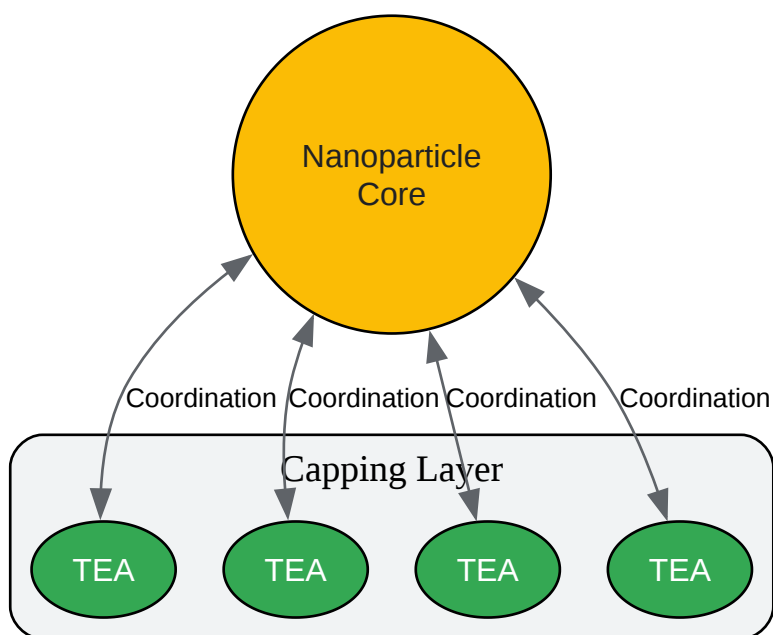 Nanoparticle
Core
Coordination Coordination Coordination Coordination
Capping Layer
TEA TEA TEA TEA